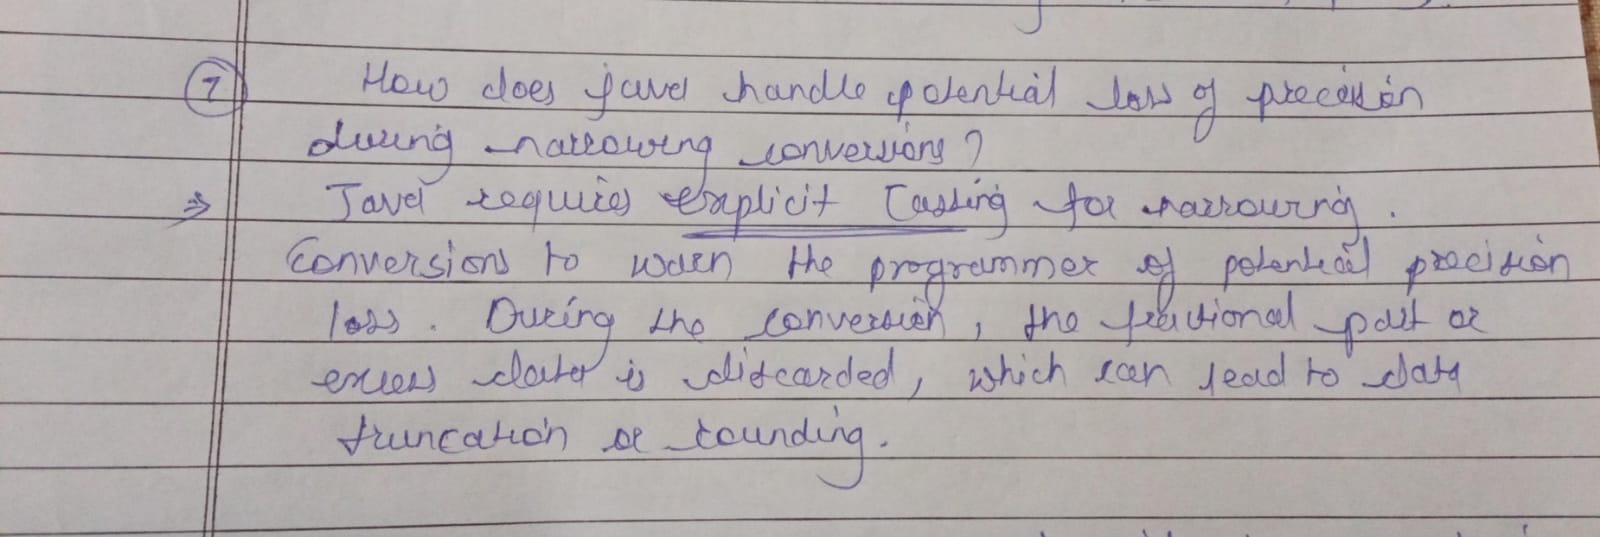 7 How does java handle potential loss of precision
during narrowing conversions?
⇒ Java requires explicit Casting for narrowing.
Conversions to warn the programmer of potential precision
loss. During the conversion, the fractional part or
excess data is discarded, which can lead to data
truncation or rounding.